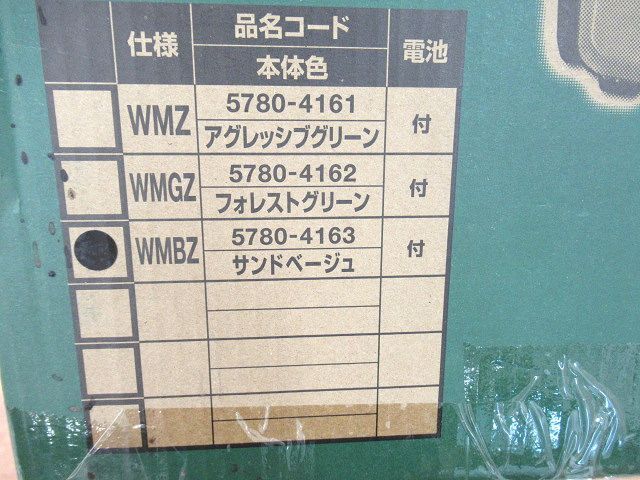 仕様 品名コード 電池
本体色
WMZ 5780-4161 付
アグレッシブグリーン
WMGZ 5780-4162 付
フォレストグリーン
WMBZ 5780-4163 付
サンドベージュ